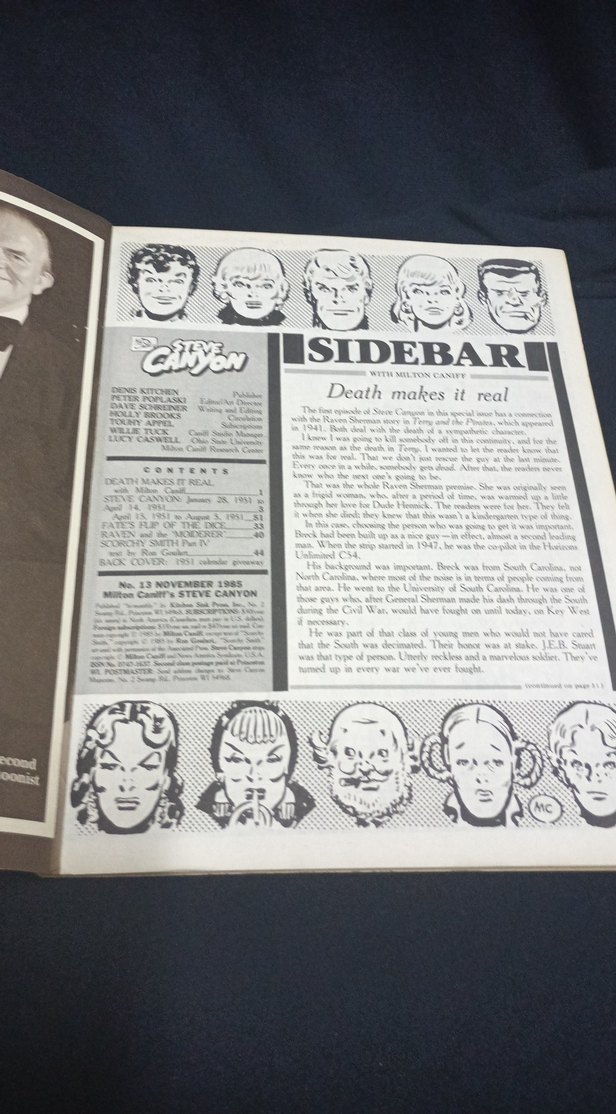 econd
oonist
STEVE
CANYON
DENIS KITCHEN Publisher
PETER POPLASKI Editor/Art Director
DAVE SCHREINER Writing and Editing
HOLLY BROOKS Circulation
TOUHY APPEL Subscriptions
WILLIE TUCK Caniff Studio Manager
LUCY CASWELL Ohio State University
Milton Caniff Research Center
CONTENTS
DEATH MAKES IT REAL
with Milton Caniff 1
STEVE CANYON: January 28, 1951 to
April 14, 1951 3
April 15, 1951 to August 5, 1951 51
FATE'S FLIP OF THE DICE 33
RAVEN and the "MOIDERER" 40
SCORCHY SMITH Part IV
text by Ron Goulart 44
BACK COVER: 1951 calendar giveaway
No. 13 NOVEMBER 1985
Milton Caniff's STEVE CANYON
SIDEBAR
WITH MILTON CANIFF
Death makes it real
The first episode of Steve Canyon in this special issue has a connection
with the Raven Sherman story in Terry and the Pirates, which appeared
in 1941. Both deal with the death of a sympathetic character.
I knew I was going to kill somebody off in this continuity, and for the
same reason as the death in Terry. I wanted to let the reader know that
this was for real. That we don't just rescue the guy at the last minute.
Every once in a while, somebody gets dead. After that, the readers never
know who the next one's going to be.
That was the whole Raven Sherman premise. She was originally seen
as a frigid woman, who, after a period of time, was warmed up a little
through her love for Dude Hennick. The readers were for her. They felt
it when she died; they knew that this wasn't a kindergarten type of thing.
In this case, choosing the person who was going to get it was important.
Breck had been built up as a nice guy — in effect, almost a second leading
man. When the strip started in 1947, he was the co-pilot in the Horizons
Unlimited C54.
His background was important. Breck was from South Carolina, not
North Carolina, where most of the noise is in terms of people coming from
that area. He went to the University of South Carolina. He was one of
those guys who, after General Sherman made his dash through the South
during the Civil War, would have fought on until today, on Key West
if necessary.
He was part of that class of young men who would not have cared
that the South was decimated. Their honor was at stake. J.E.B. Stuart
was that type of person. Utterly reckless and a marvelous soldier. They've
turned up in every war we've ever fought.
(continued on page 31)
MC